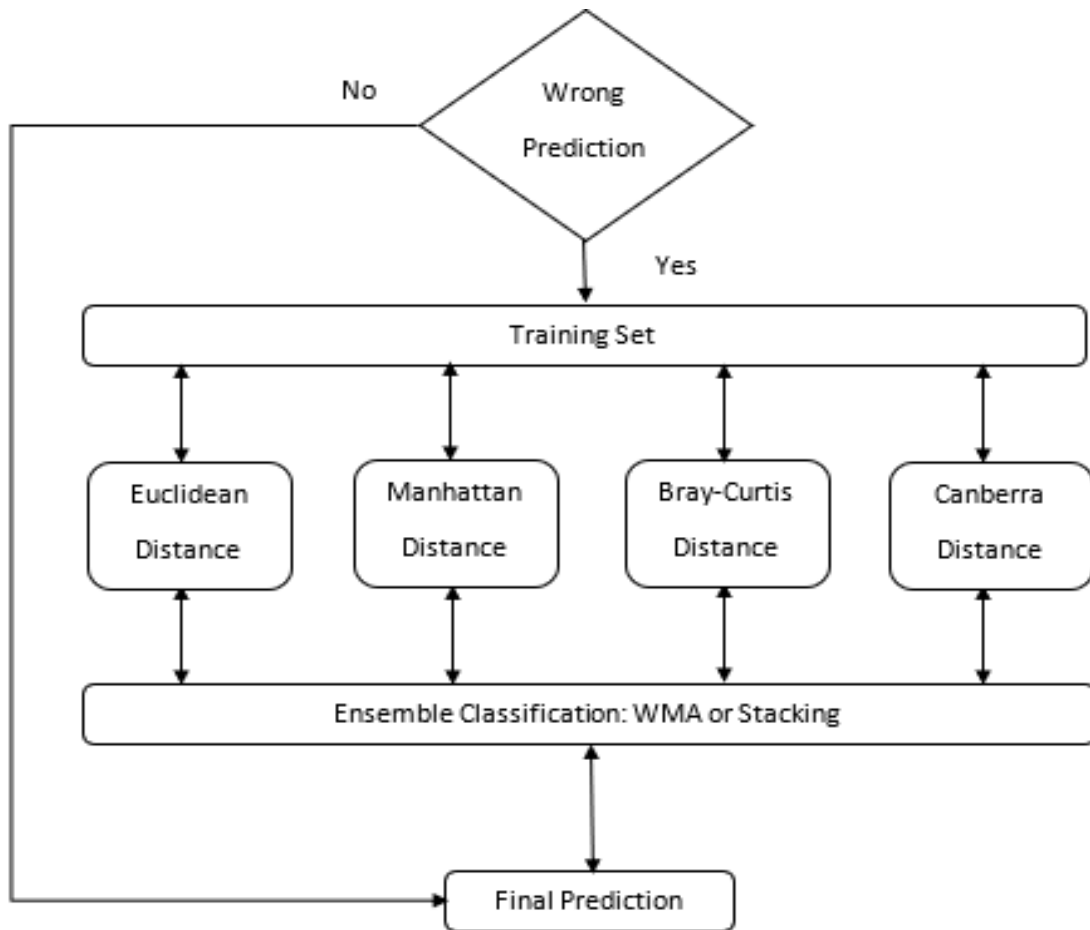 No
Wrong
Prediction
Yes
Training Set
Euclidean
Distance
Manhattan
Distance
Bray-Curtis
Distance
Canberra
Distance
Ensemble Classification: WMA or Stacking
Final Prediction